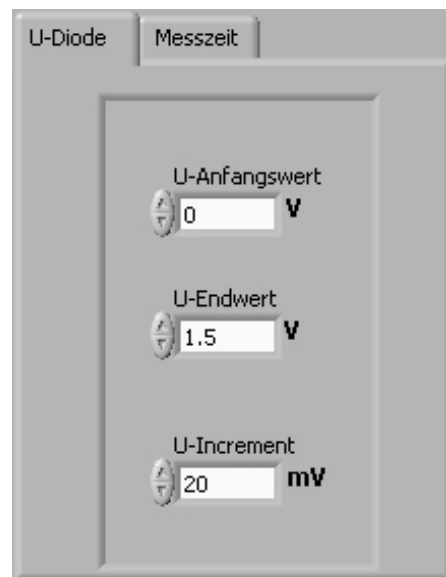 U-Diode Messzeit
U-Anfangswert
0 V
U-Endwert
1.5 V
U-Increment
20 mV